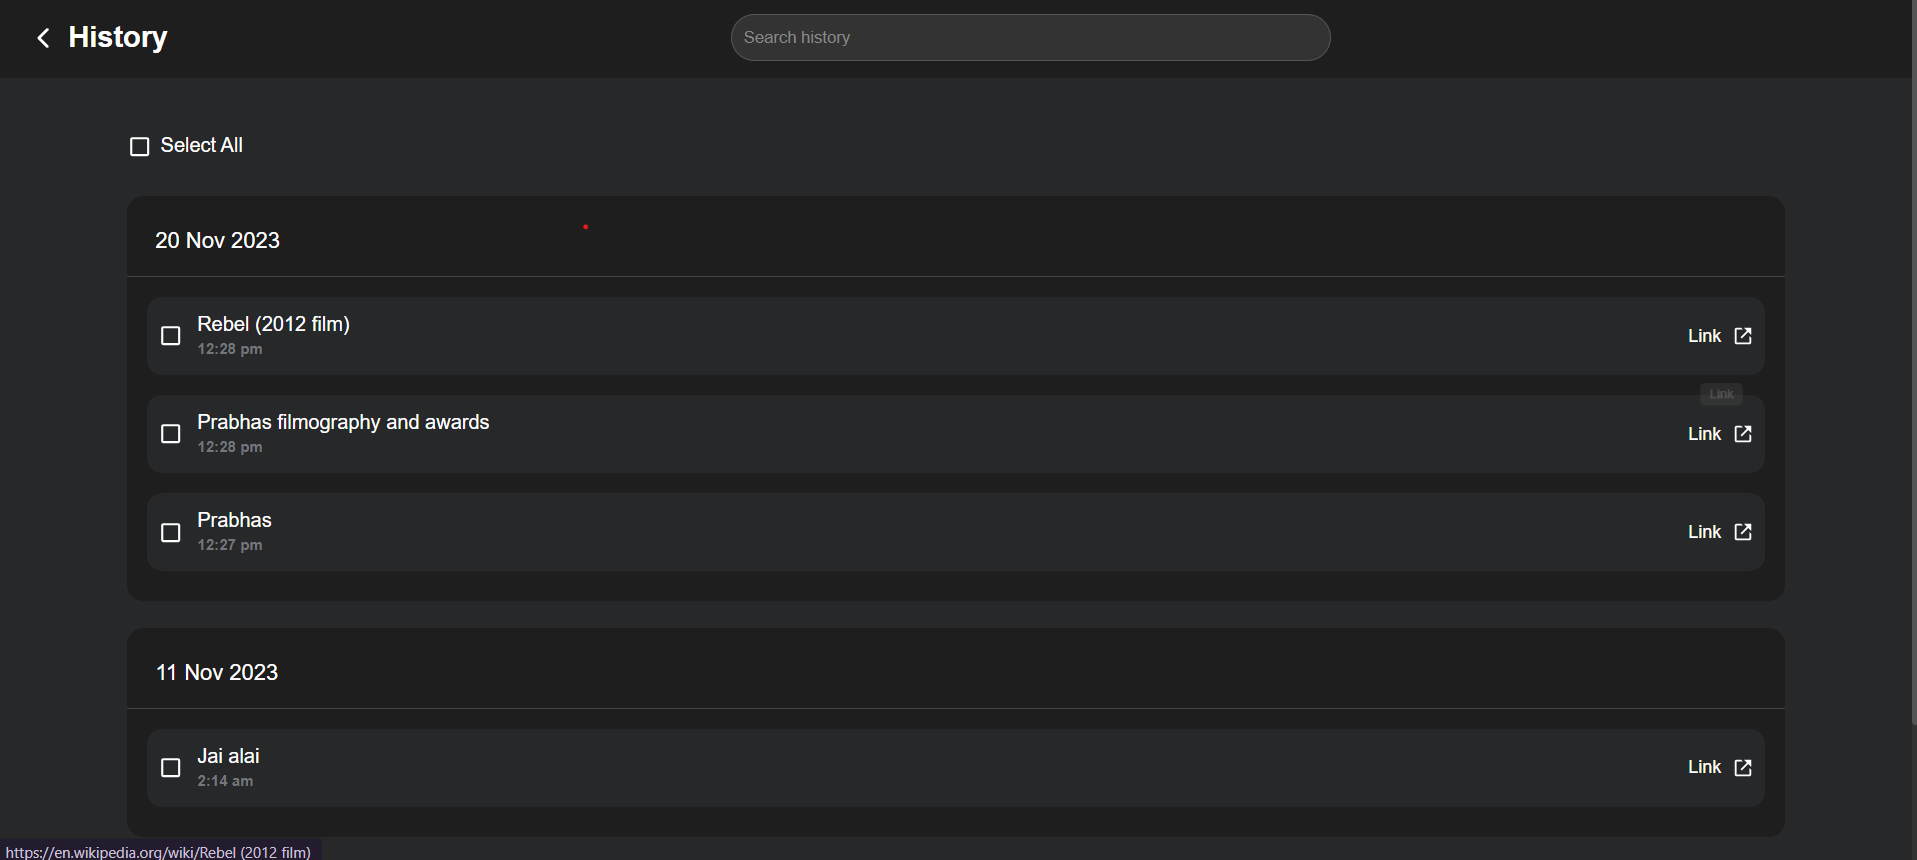 History
Search history
Select All
20 Nov 2023
Rebel (2012 film)
12:28 pm
Link
Link
Prabhas filmography and awards
12:28 pm
Link
Prabhas
12:27 pm
Link
11 Nov 2023
Jai alai
2:14 am
Link
https://en.wikipedia.org/wiki/Rebel (2012 film)